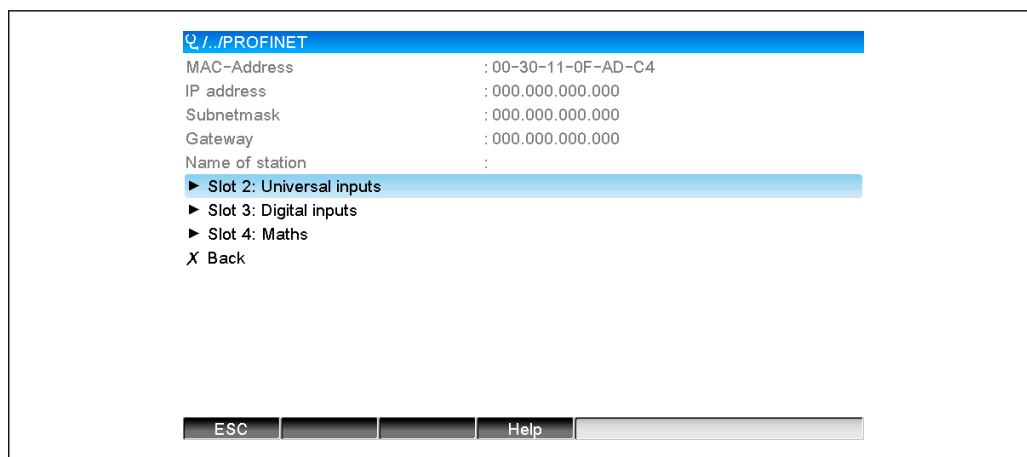 /../PROFINET
MAC-Address : 00-30-11-0F-AD-C4
IP address : 000.000.000.000
Subnetmask : 000.000.000.000
Gateway : 000.000.000.000
Name of station :
► Slot 2: Universal inputs
► Slot 3: Digital inputs
► Slot 4: Maths
X Back
ESC Help